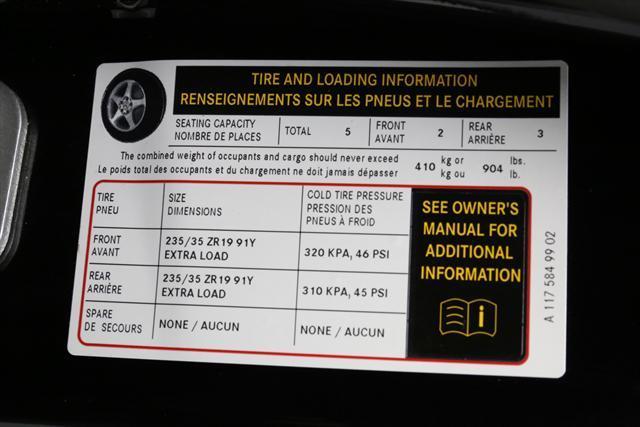 TIRE AND LOADING INFORMATION
RENSEIGNEMENTS SUR LES PNEUS ET LE CHARGEMENT
SEATING CAPACITY
NOMBRE DE PLACES
TOTAL 5
FRONT
AVANT
2
REAR
ARRIÈRE
3
The combined weight of occupants and cargo should never exceed
Le poids total des occupants et du chargement ne doit jamais dépasser
410 kg or
kg ou
904 lbs.
lb.
TIRE
PNEU
SIZE
DIMENSIONS
COLD TIRE PRESSURE
PRESSION DES
PNEUS À FROID
FRONT
AVANT
235/35 ZR19 91Y
EXTRA LOAD
320 KPA, 46 PSI
REAR
ARRIÈRE
235/35 ZR19 91Y
EXTRA LOAD
310 KPA, 45 PSI
SPARE
DE SECOURS
NONE / AUCUN
NONE / AUCUN
SEE OWNER'S
MANUAL FOR
ADDITIONAL
INFORMATION
i
A 117 584 99 02